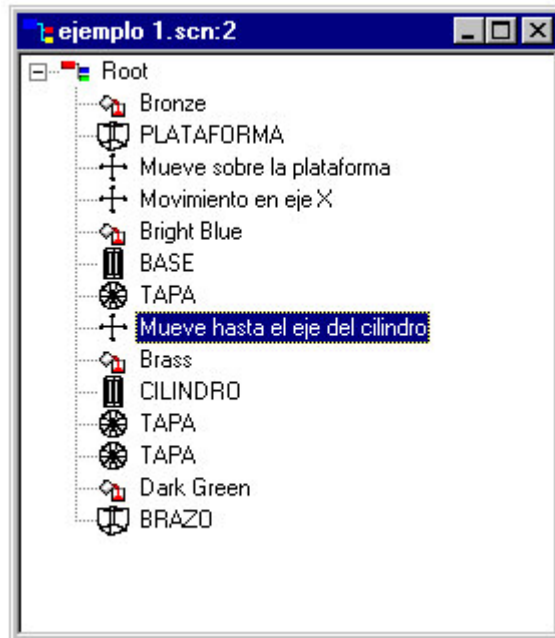 ejemplo 1.scn:2
Root
Bronze
PLATAFORMA
Mueve sobre la plataforma
Movimiento en eje X
Bright Blue
BASE
TAPA
Mueve hasta el eje del cilindro
Brass
CILINDRO
TAPA
TAPA
Dark Green
BRAZO